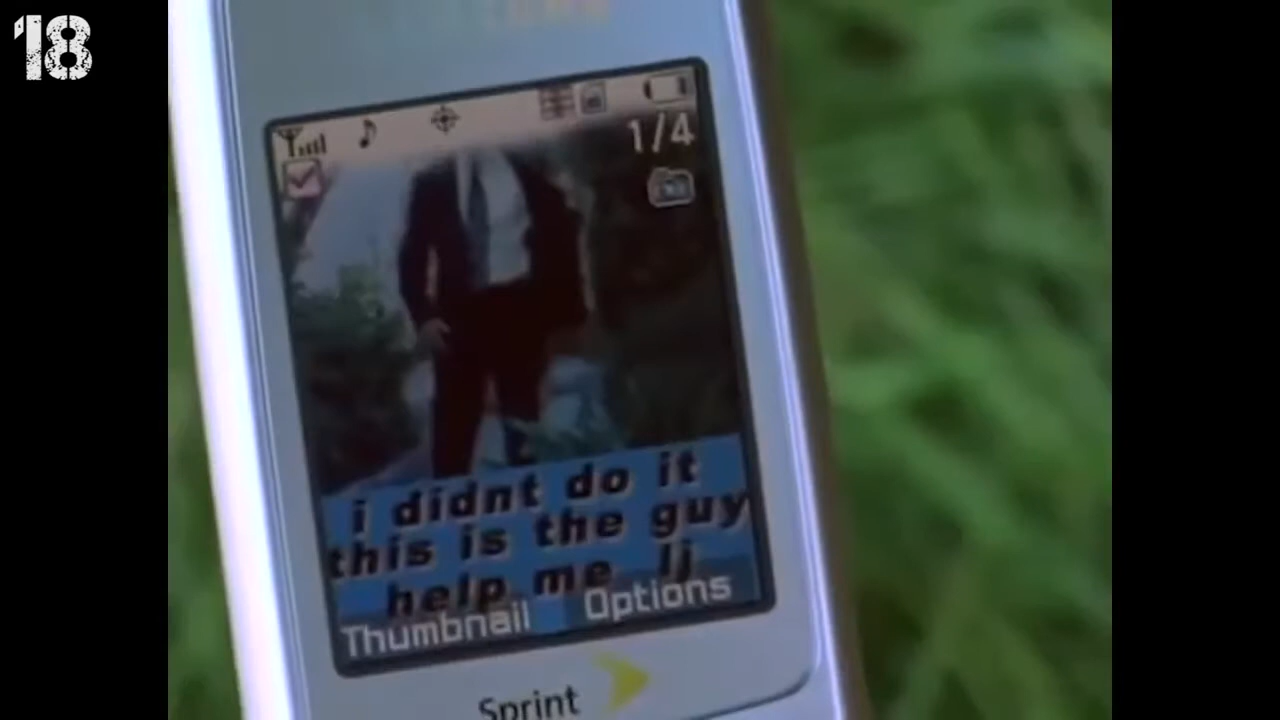 18
1/4
i didnt do it
this is the guy
help me lj
Thumbnail Options
Sprint